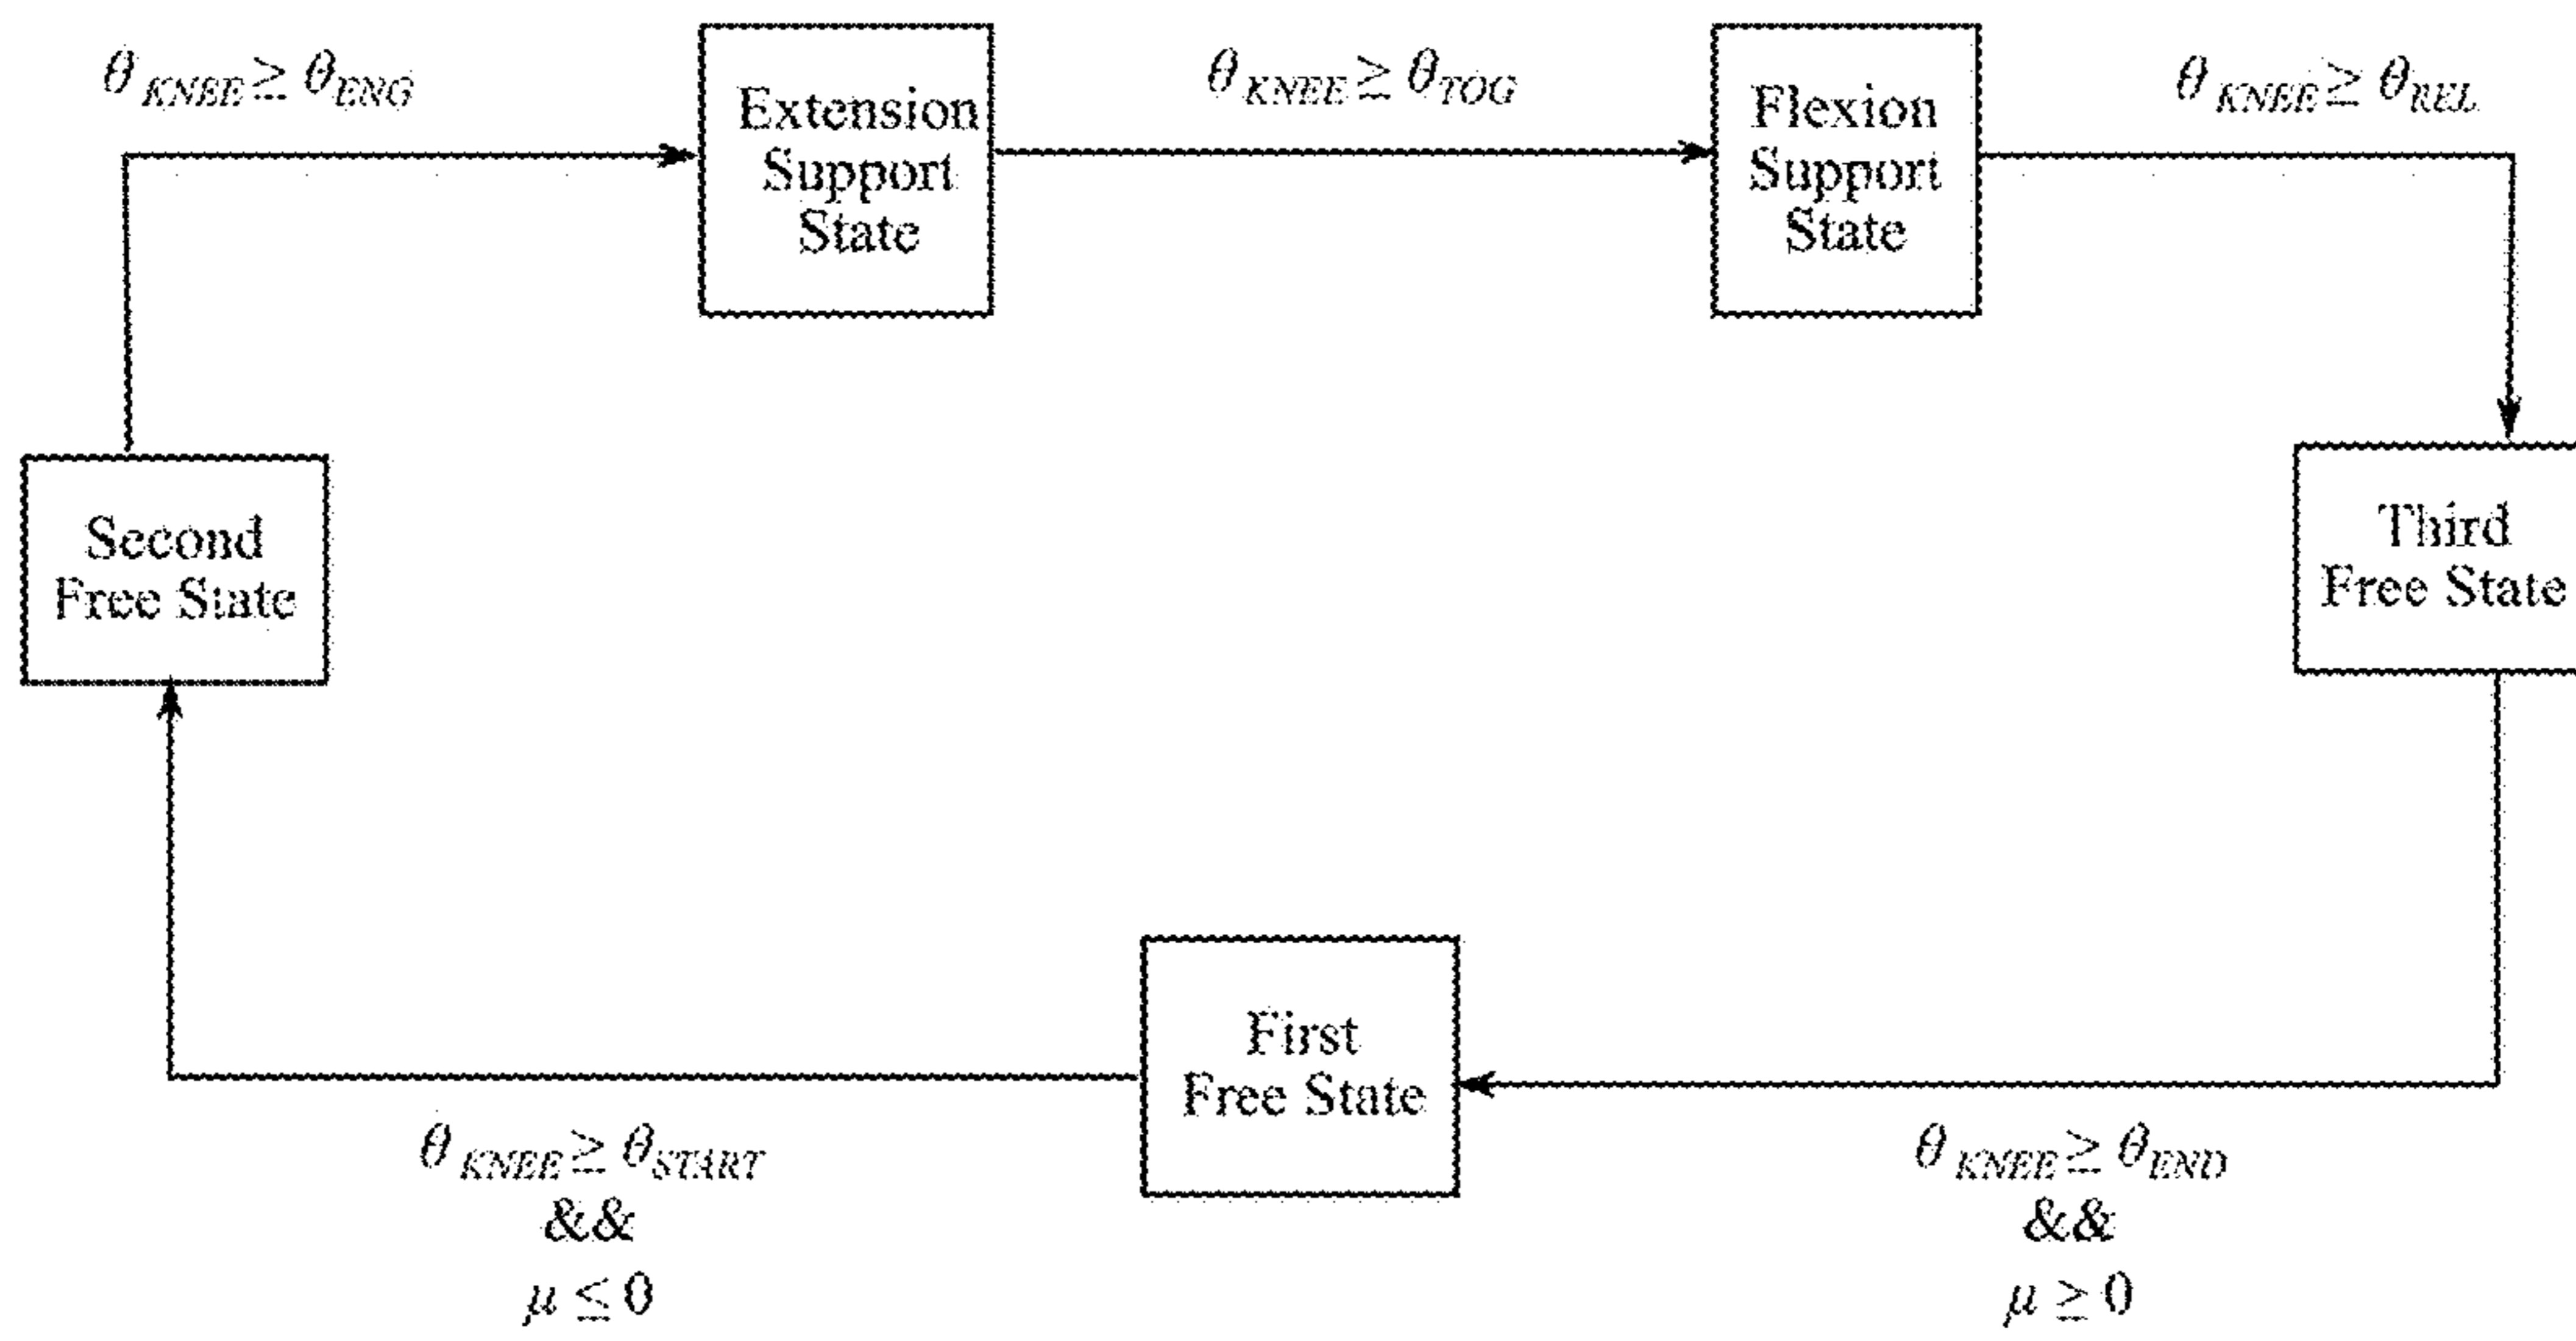 θ KNEE ≥ θENG
Extension
Support
State
θ KNEE ≥ θTOG
Flexion
Support
State
θ KNEE ≥ θREL
Second
Free State
Third
Free State
First
Free State
θ KNEE ≥ θSTART
&&
μ ≤ 0
θ KNEE ≥ θEND
&&
μ ≥ 0